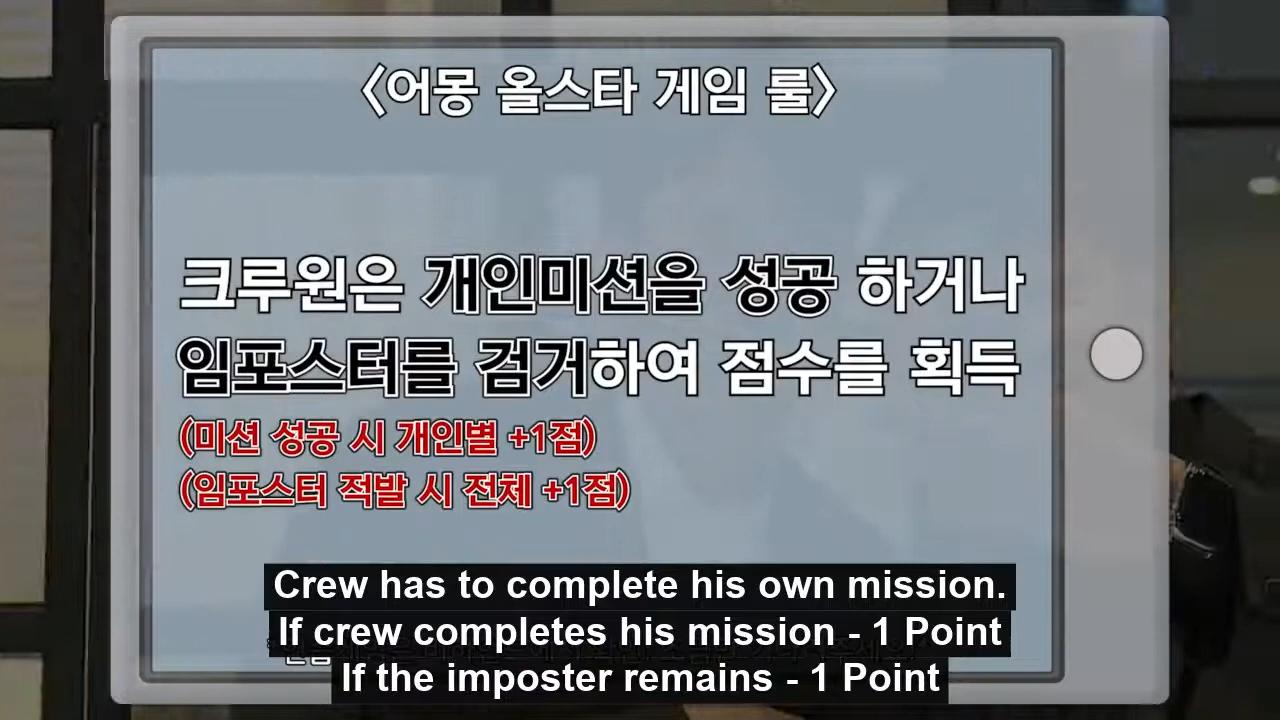 〈어몽 올스타 게임 룰〉
크루원은 개인미션을 성공 하거나
임포스터를 검거하여 점수를 획득
(미션 성공 시 개인별 +1점)
(임포스터 적발 시 전체 +1점)
Crew has to complete his own mission.
If crew completes his mission - 1 Point
If the imposter remains - 1 Point